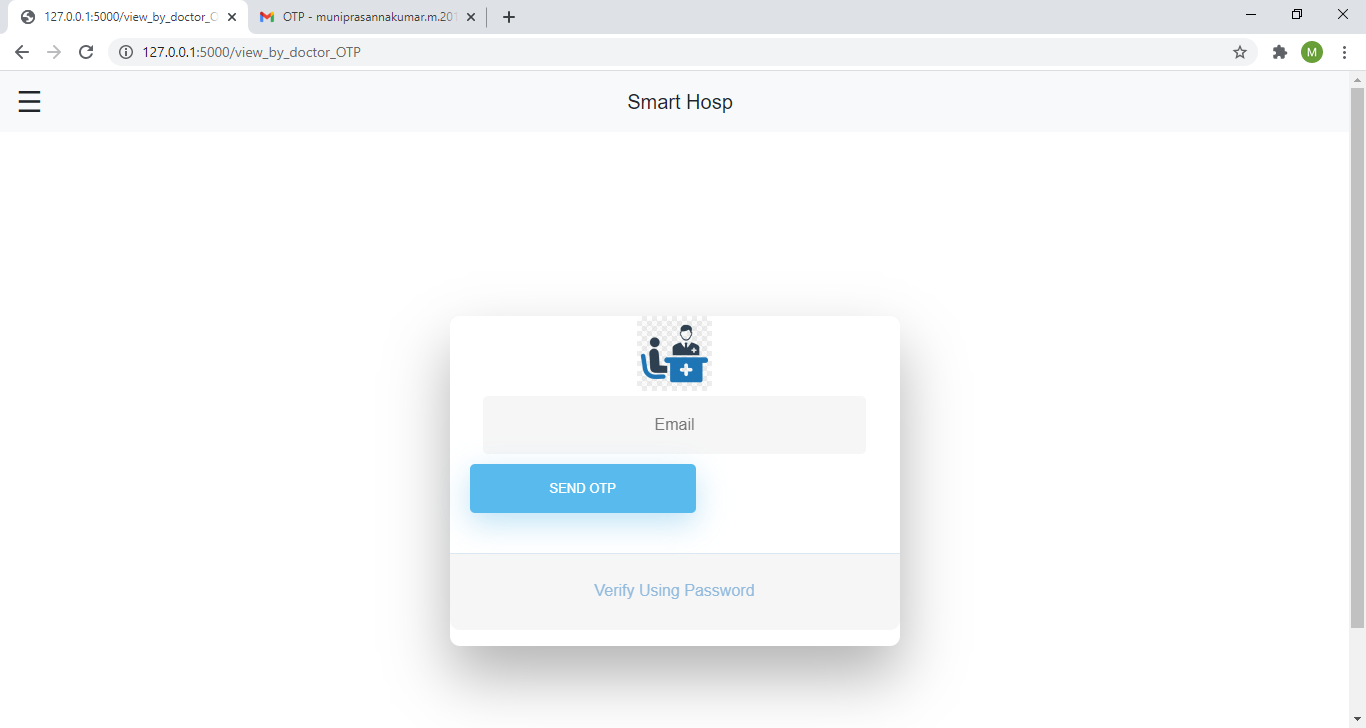 127.0.0.1:5000/view_by_doctor_O
OTP - muniprasannakumar.m.201
127.0.0.1:5000/view_by_doctor_OTP
M
Smart Hosp
Email
SEND OTP
Verify Using Password